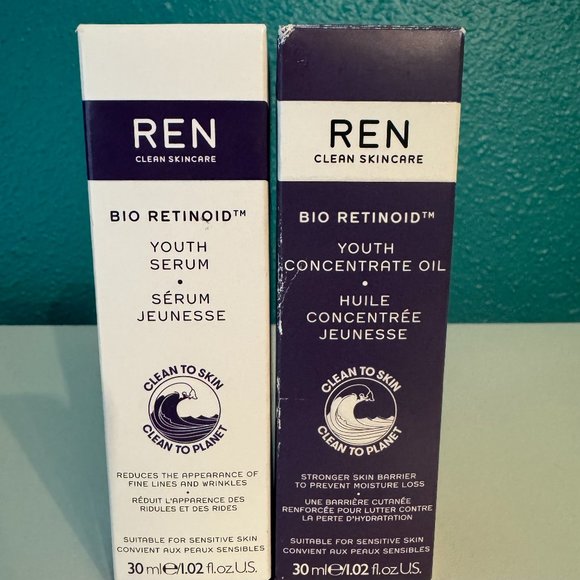 REN
CLEAN SKINCARE
BIO RETINOID™
YOUTH
SERUM
•
SÉRUM
JEUNESSE
CLEAN TO SKIN
CLEAN TO PLANET
REDUCES THE APPEARANCE OF
FINE LINES AND WRINKLES
•
RÉDUIT L'APPARENCE DES
RIDULES ET DES RIDES
SUITABLE FOR SENSITIVE SKIN
CONVIENT AUX PEAUX SENSIBLES
30 ml℮/1.02 fl.oz.U.S.
REN
CLEAN SKINCARE
BIO RETINOID™
YOUTH
CONCENTRATE OIL
•
HUILE
CONCENTRÉE
JEUNESSE
CLEAN TO SKIN
CLEAN TO PLANET
STRONGER SKIN BARRIER
TO PREVENT MOISTURE LOSS
•
UNE BARRIÈRE CUTANÉE
RENFORCÉE POUR LUTTER CONTRE
LA PERTE D'HYDRATATION
SUITABLE FOR SENSITIVE SKIN
CONVIENT AUX PEAUX SENSIBLES
30 ml℮/1.02 fl.oz.U.S.